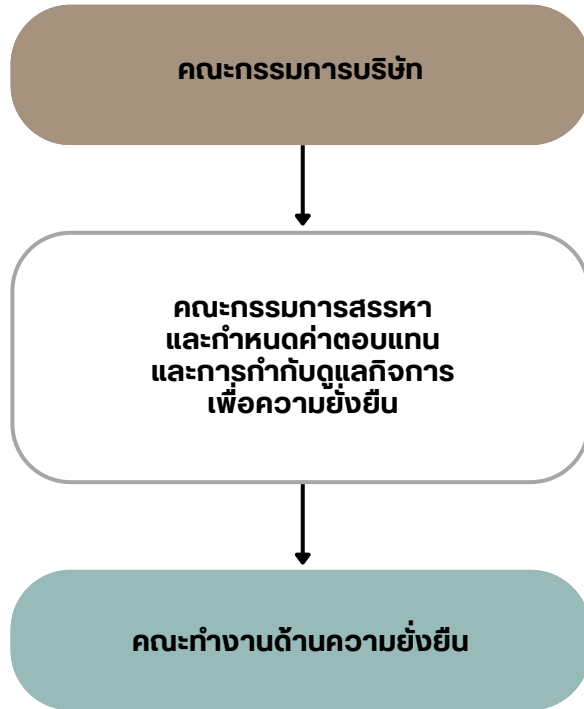 คณะกรรมการบริษัท
คณะกรรมการสรรหา
และกำหนดค่าตอบแทน
และการกำกับดูแลกิจการ
เพื่อความยั่งยืน
คณะทำงานด้านความยั่งยืน